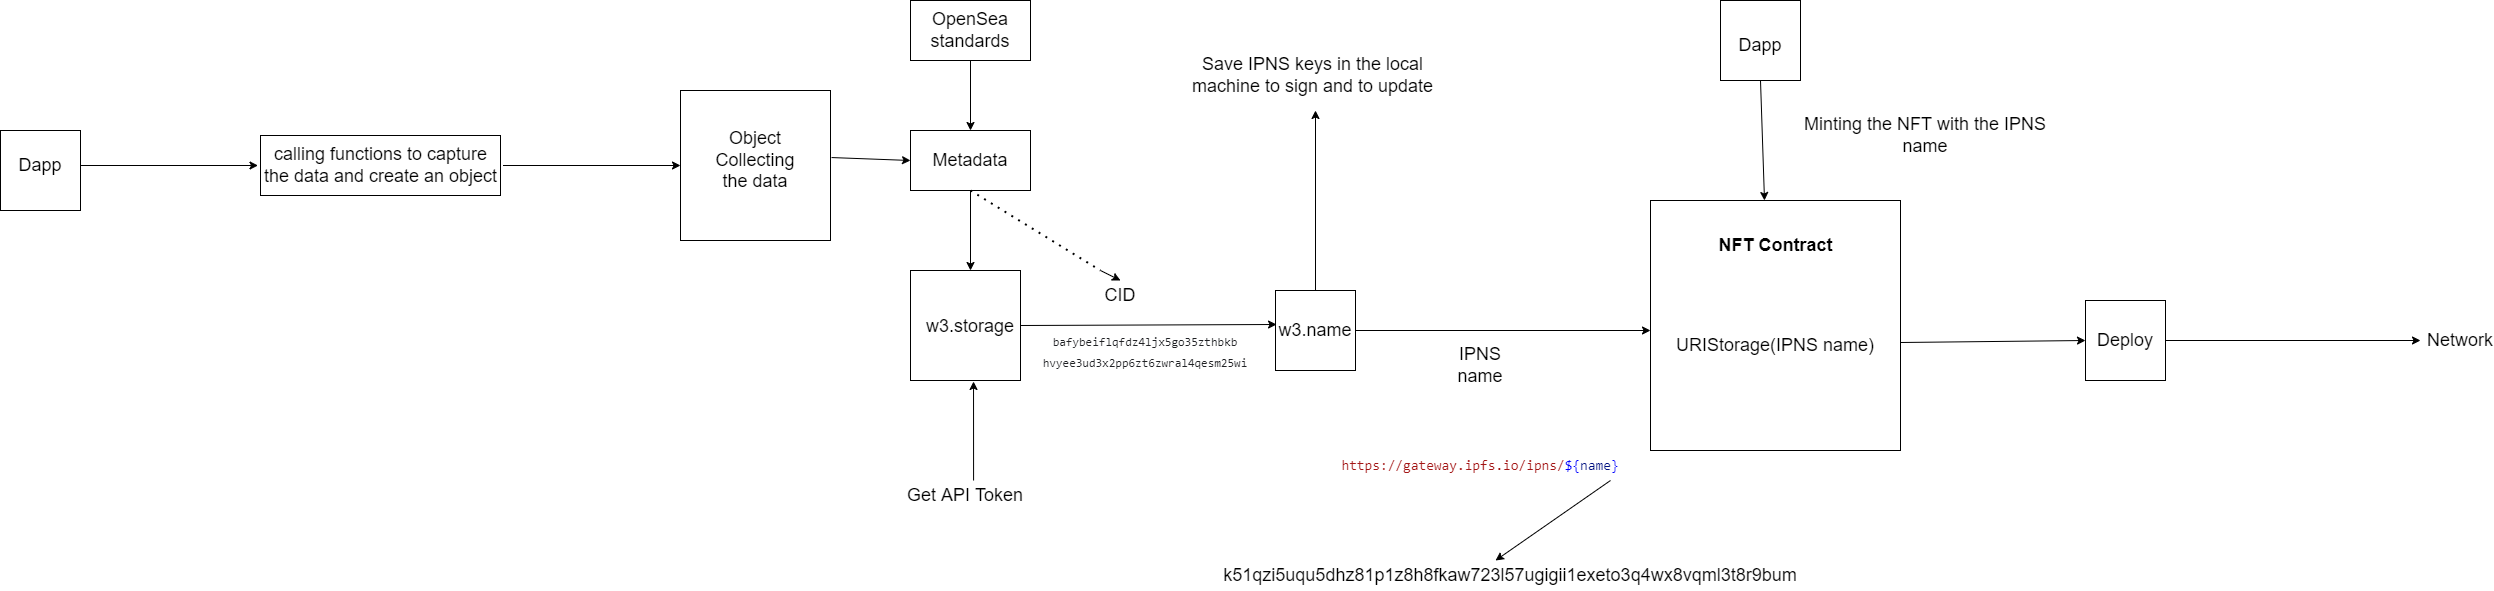 OpenSea
standards
Dapp
Save IPNS keys in the local
machine to sign and to update
Minting the NFT with the IPNS
name
Dapp
calling functions to capture
the data and create an object
Object
Collecting
the data
Metadata
NFT Contract
CID
w3.storage
w3.name
bafybeiflqfdz4ljx5go35zthbkb
hvyee3ud3x2pp6zt6zwral4qesm25wi
IPNS
name
URIStorage(IPNS name)
Deploy
Network
https://gateway.ipfs.io/ipns/${name}
Get API Token
k51qzi5uqu5dhz81p1z8h8fkaw723l57ugigii1exeto3q4wx8vqml3t8r9bum